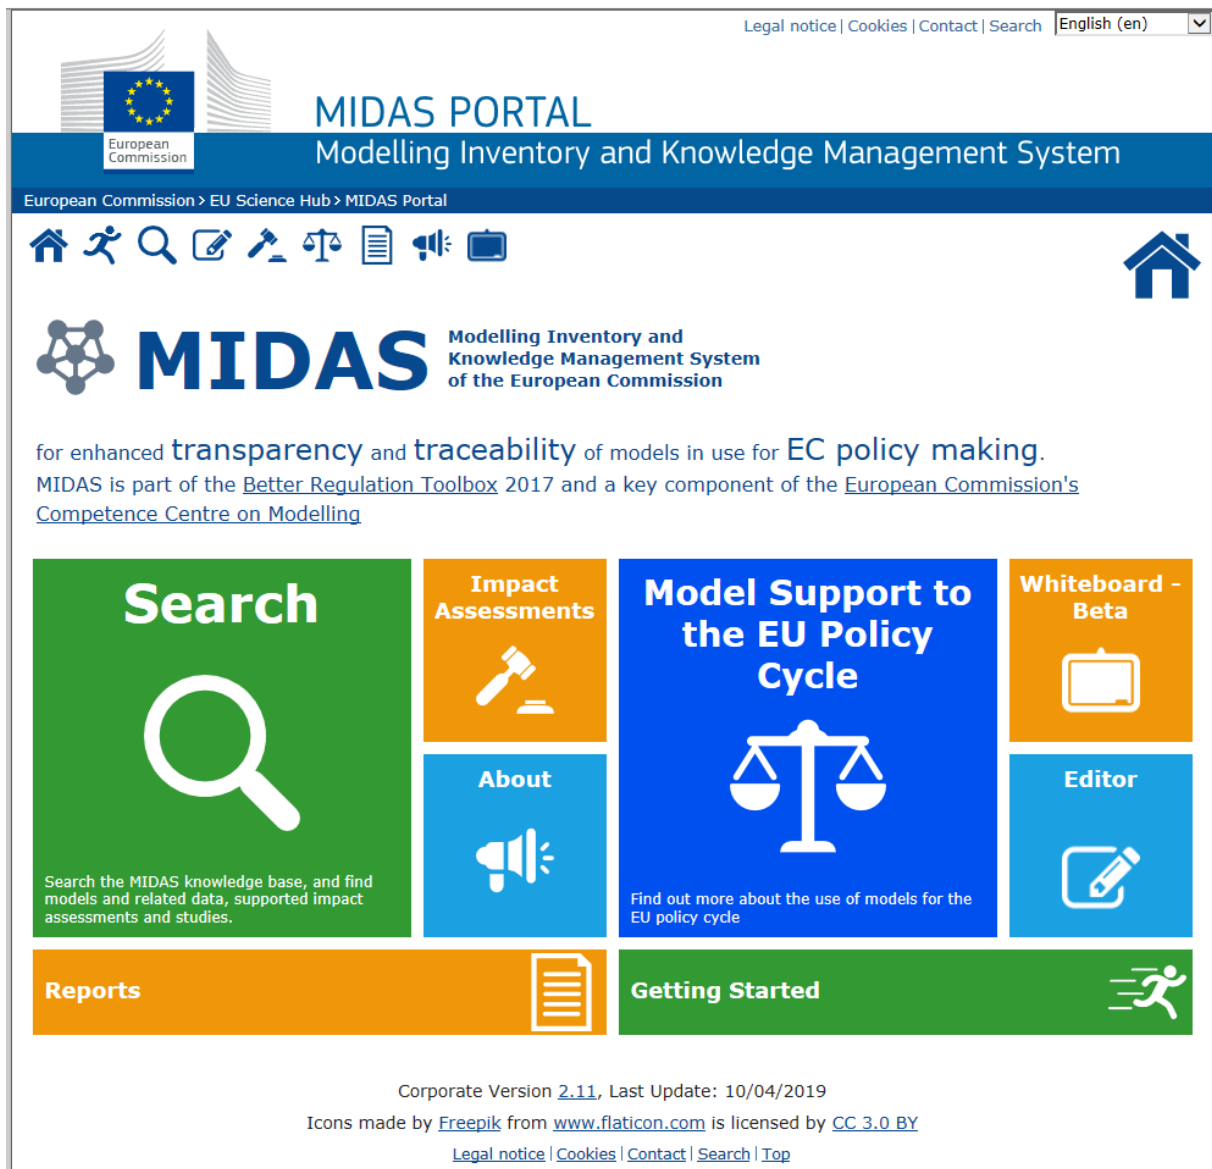 Legal notice | Cookies | Contact | Search English (en)
European
Commission
MIDAS PORTAL
Modelling Inventory and Knowledge Management System
European Commission > EU Science Hub > MIDAS Portal
MIDAS
Modelling Inventory and
Knowledge Management System
of the European Commission
for enhanced transparency and traceability of models in use for EC policy making.
MIDAS is part of the Better Regulation Toolbox 2017 and a key component of the European Commission's
Competence Centre on Modelling
Search
Search the MIDAS knowledge base, and find
models and related data, supported impact
assessments and studies.
Impact
Assessments
About
Model Support to
the EU Policy
Cycle
Find out more about the use of models for the
EU policy cycle
Whiteboard -
Beta
Editor
Reports
Getting Started
Corporate Version 2.11, Last Update: 10/04/2019
Icons made by Freepik from www.flaticon.com is licensed by CC 3.0 BY
Legal notice | Cookies | Contact | Search | Top